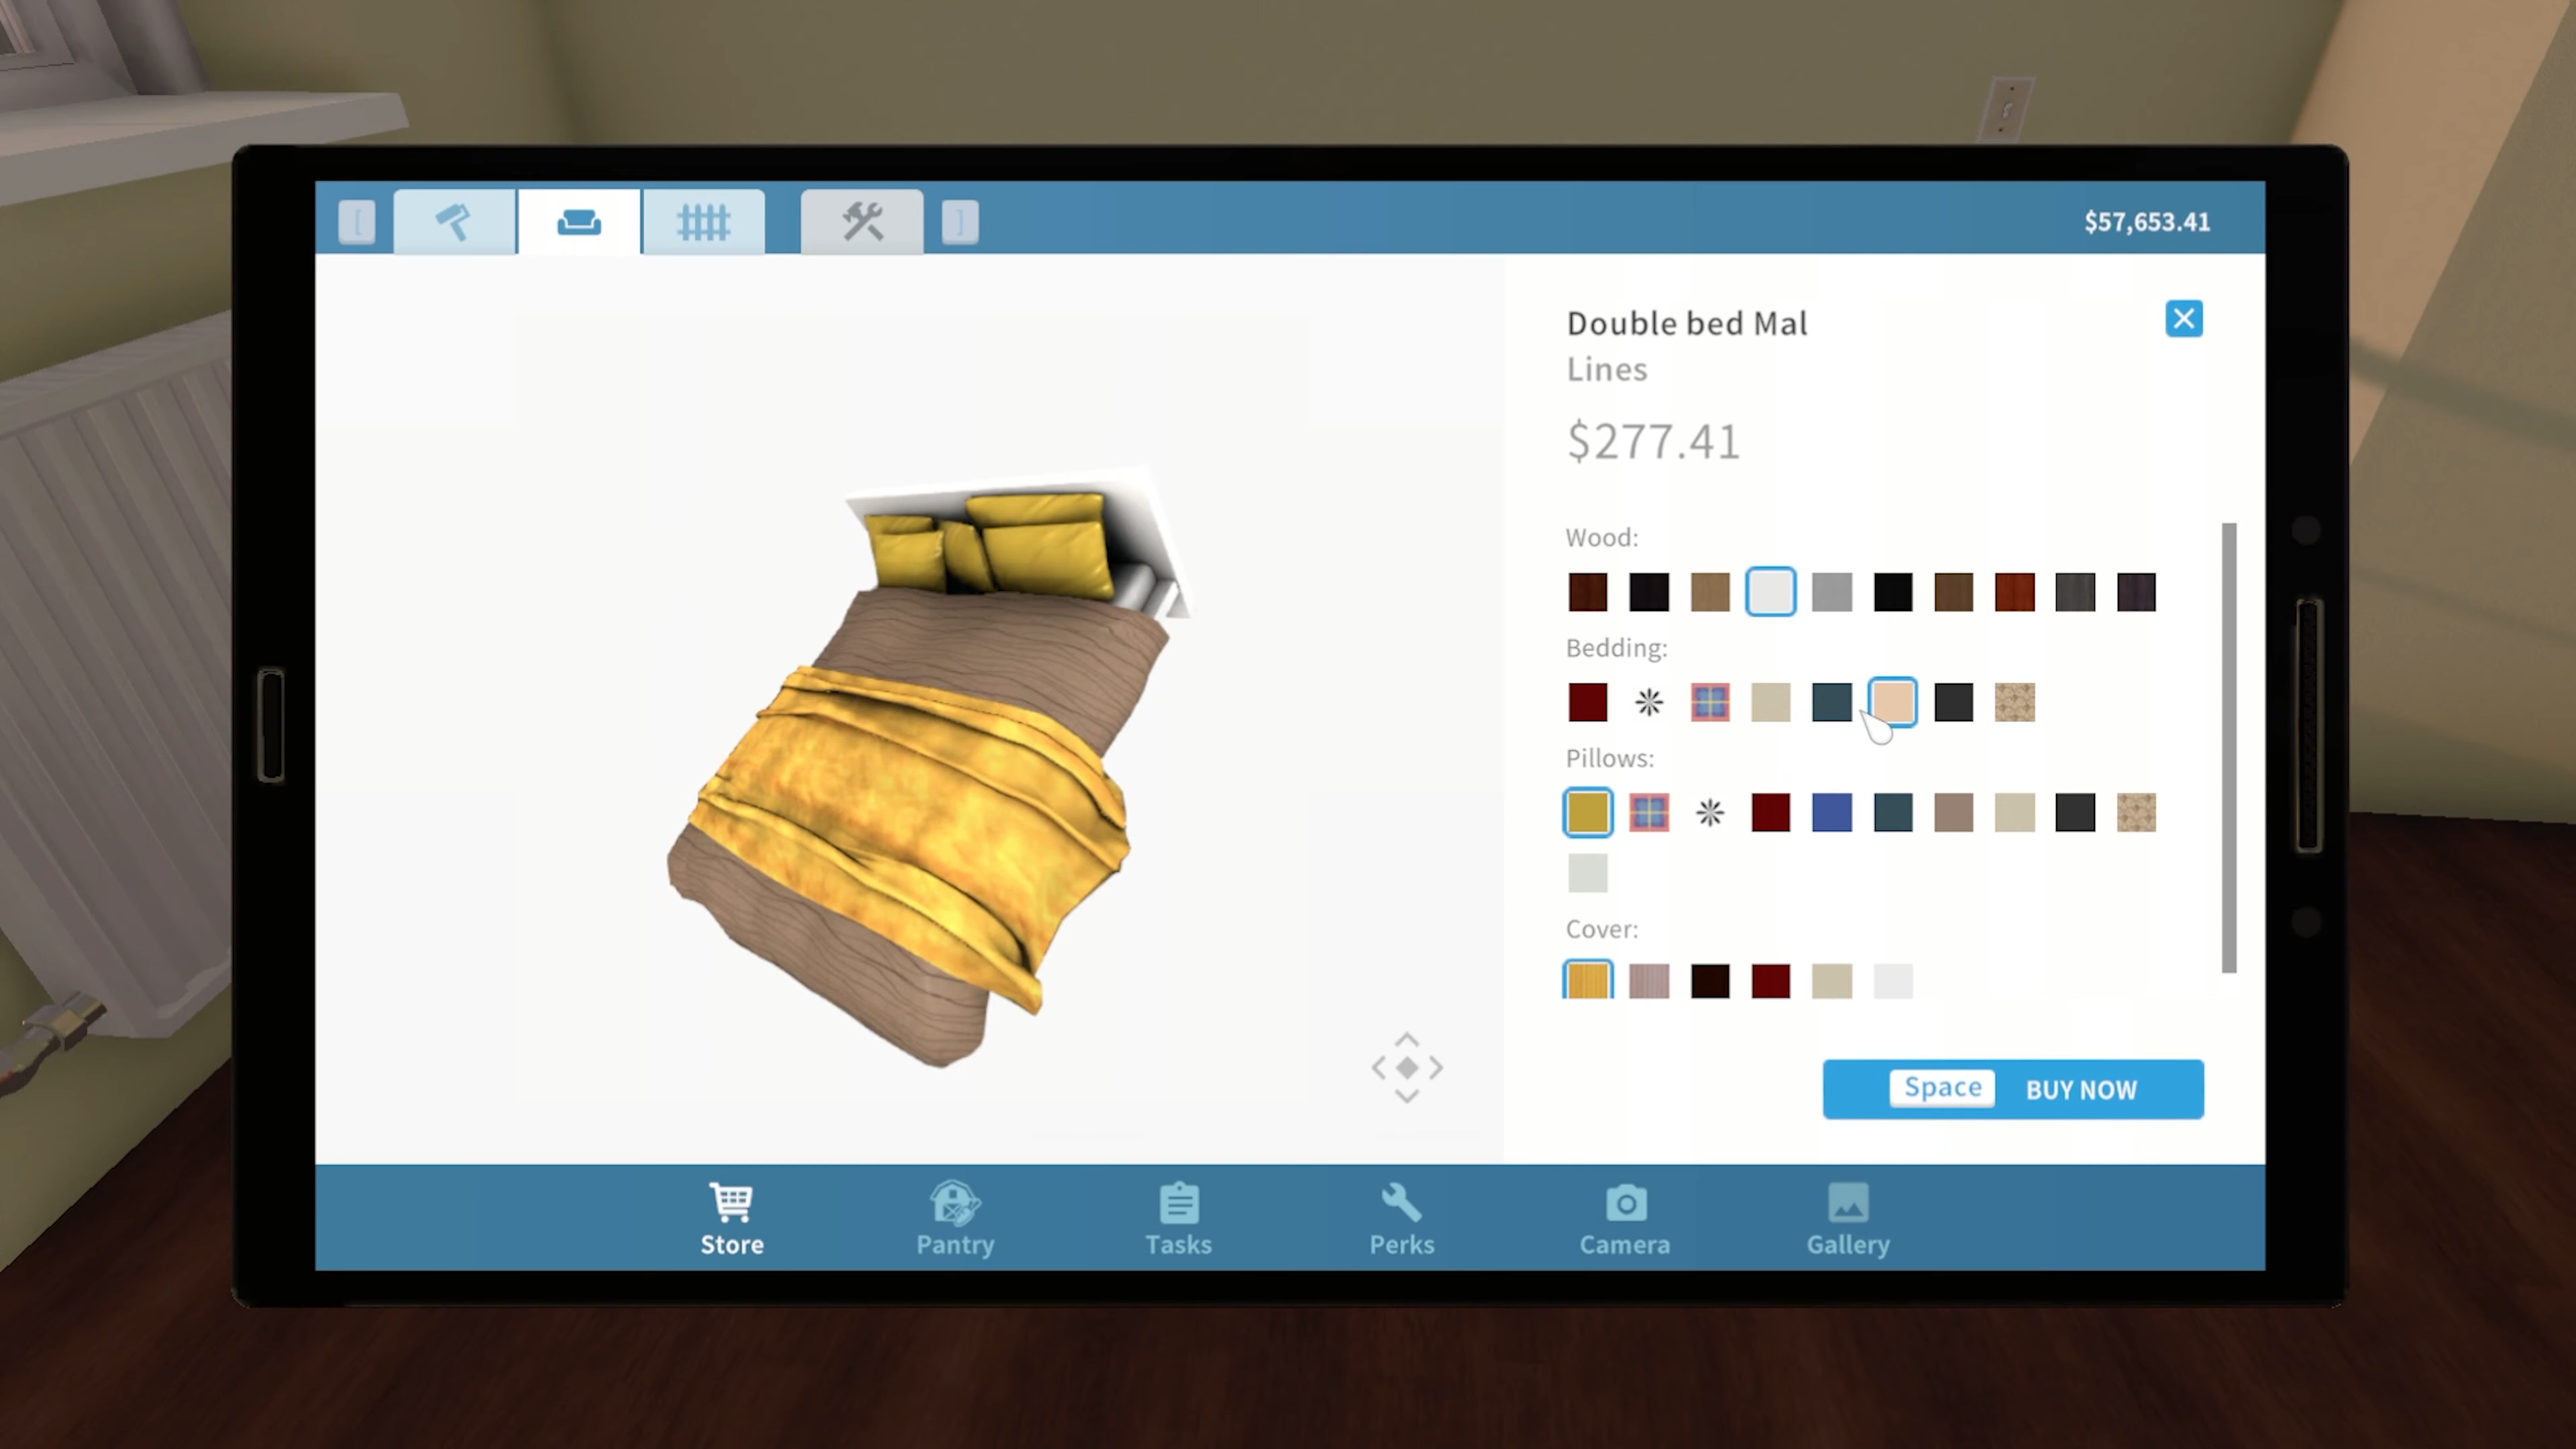 [
]
$57,653.41
Double bed Mal
Lines
$277.41
Wood:
Bedding:
Pillows:
Cover:
Space BUY NOW
Store
Pantry
Tasks
Perks
Camera
Gallery